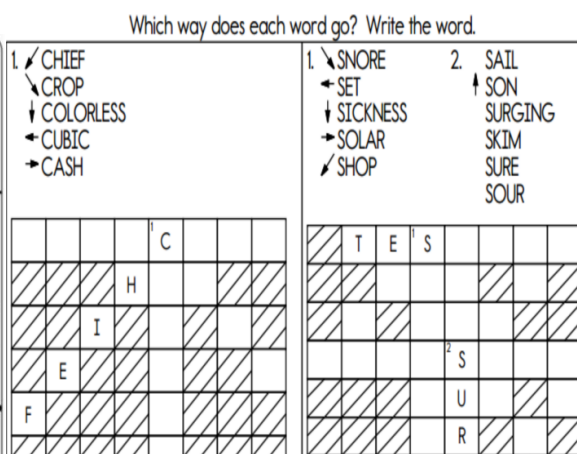 Which way does each word go? Write the word.
1. ↙ CHIEF
↘ CROP
↓ COLORLESS
← CUBIC
→ CASH
1. ↘ SNORE
← SET
↓ SICKNESS
→ SOLAR
↙ SHOP
2. SAIL
↑ SON
SURGING
SKIM
SURE
SOUR
1 C
H
I
E
F
T E 1 S
2 S
U
R